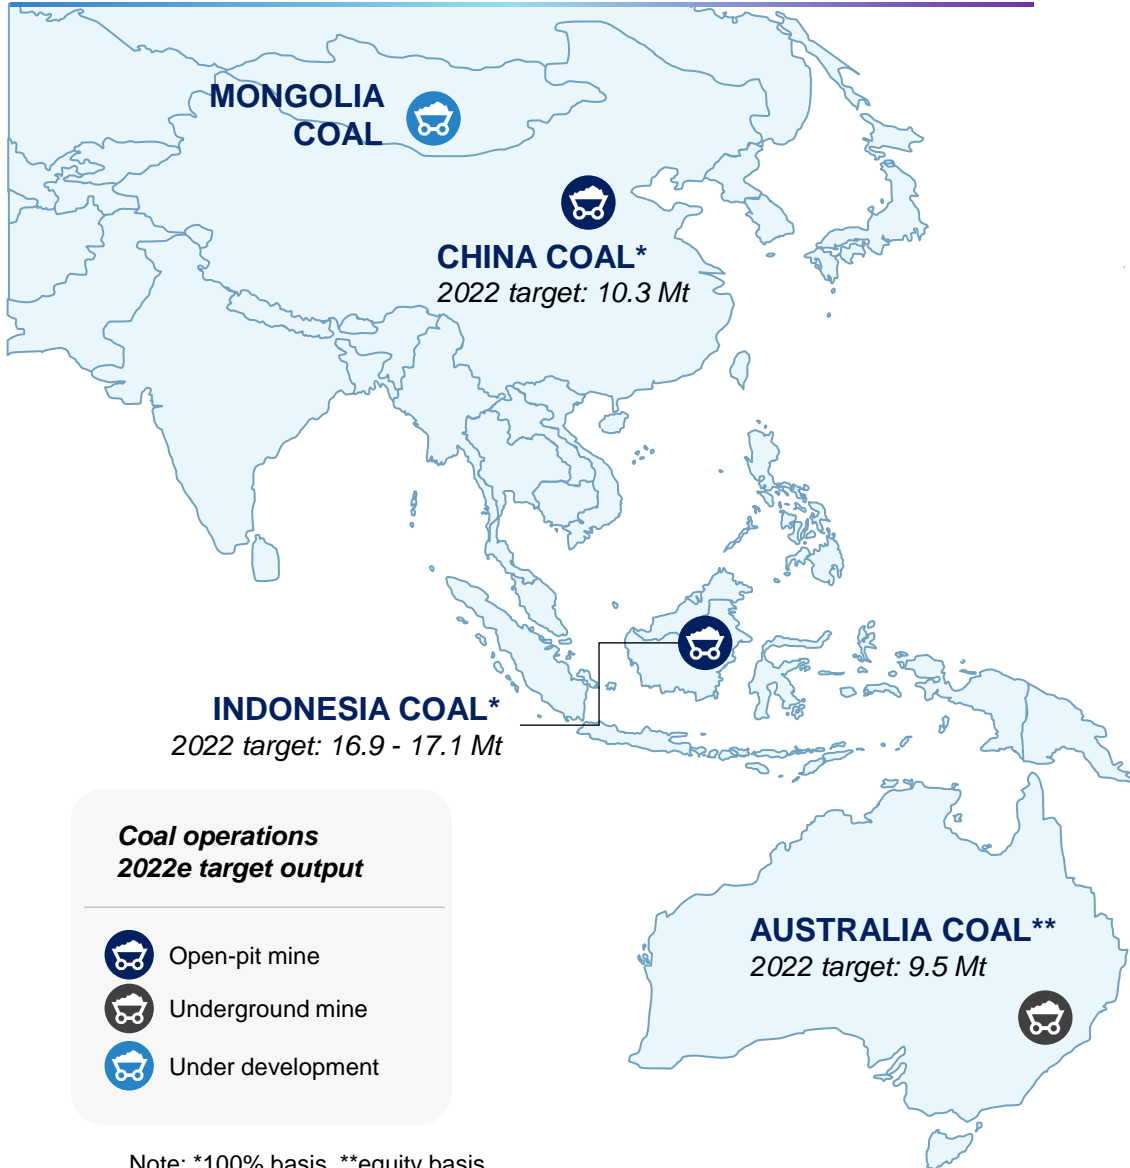 MONGOLIA
COAL
CHINA COAL*
2022 target: 10.3 Mt
INDONESIA COAL*
2022 target: 16.9 - 17.1 Mt
Coal operations
2022e target output
Open-pit mine
Underground mine
Under development
AUSTRALIA COAL**
2022 target: 9.5 Mt
Note: *100% basis, **equity basis